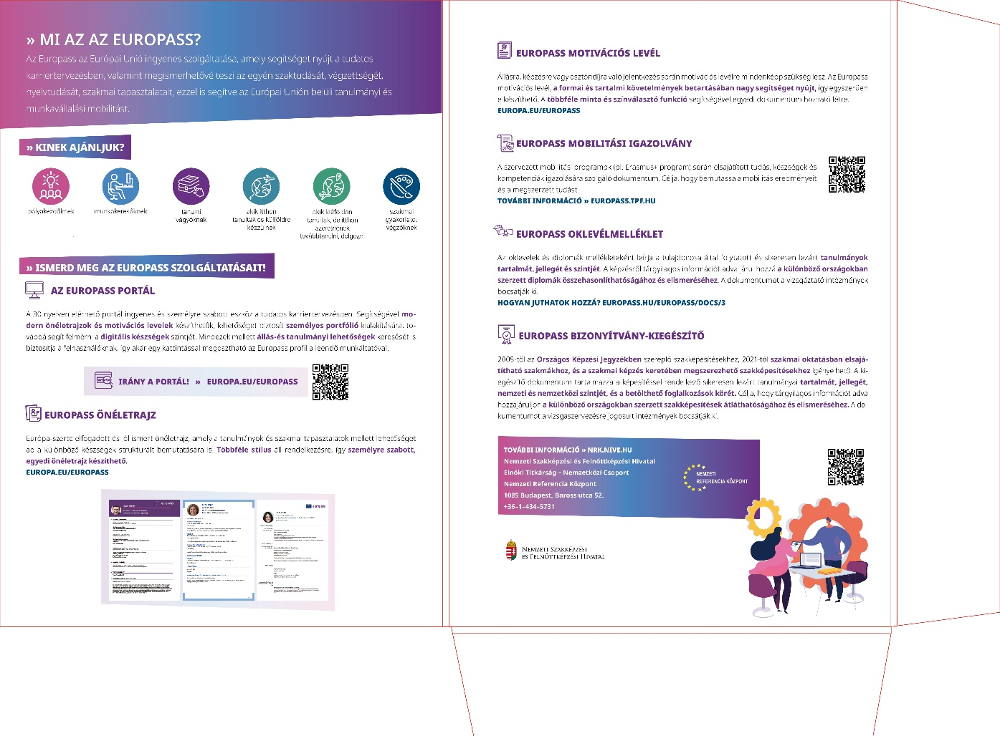 » MI AZ AZ EUROPASS?
Az Europass az Európai Unió ingyenes szolgáltatása, amely segítséget nyújt a tudatos
karriertervezésben, valamint megismerhetővé teszi az egyén szaktudását, végzettségét,
nyelvtudását, szakmai tapasztalatait, ezzel is segítve az Európai Unión belüli tanulmányi és
munkavállalási mobilitást.
» KINEK AJÁNLJUK?
pályakezdőknek
munkakeresőknek
tanulni
vágyóknak
akik itthon
tanultak és külföldre
készülnek
akik külföldön
tanultak, de itthon
szeretnének
továbbtanulni, dolgozni
szakmai
gyakorlatot
végzőknek
» ISMERD MEG AZ EUROPASS SZOLGÁLTATÁSAIT!
AZ EUROPASS PORTÁL
A 30 nyelven elérhető portál ingyenes és személyre szabott eszköz a tudatos karriertervezésben. Segítségével mo-
dern önéletrajzok és motivációs levelek készíthetők, lehetőséget biztosít személyes portfólió kialakítására, to-
vábbá segít felmérni a digitális készségek szintjét. Mindezek mellett állás-és tanulmányi lehetőségek keresését is
biztosítja a felhasználóknak, így akár egy kattintással megosztható az Europass profil a leendő munkáltatóval.
WWW
IRÁNY A PORTÁL! » EUROPA.EU/EUROPASS
EUROPASS ÖNÉLETRAJZ
Európa-szerte elfogadott és jól ismert önéletrajz, amely a tanulmányok és szakmai tapasztalatok mellett lehetőséget
ad a különböző készségek strukturált bemutatására is. Többféle stílus áll rendelkezésre, így személyre szabott,
egyedi önéletrajz készíthető.
EUROPA.EU/EUROPASS
europass
europass
EUROPASS MOTIVÁCIÓS LEVÉL
Állásra, képzésre vagy ösztöndíjra való jelentkezés során motivációs levélre mindenképp szükség lesz. Az Europass
motivációs levél, a formai és tartalmi követelmények betartásában nagy segítséget nyújt, így egyszerűen
elkészíthető. A többféle minta és színválasztó funkció segítségével egyedi dokumentum hozható létre.
EUROPA.EU/EUROPASS
EUROPASS MOBILITÁSI IGAZOLVÁNY
A szervezett mobilitási programok (pl. Erasmus+ program) során elsajátított tudás, készségek és
kompetenciák igazolására szolgáló dokumentum. Célja, hogy bemutassa a mobilitás eredményeit
és a megszerzett tudást.
TOVÁBBI INFORMÁCIÓ » EUROPASS.TPF.HU
EUROPASS OKLEVÉLMELLÉKLET
Az oklevelek és diplomák mellékleteként leírja a tulajdonosa által folytatott és sikeresen lezárt tanulmányok
tartalmát, jellegét és szintjét. A képzésről tárgyilagos információt adva járul hozzá a különböző országokban
szerzett diplomák összehasonlíthatóságához és elismeréséhez. A dokumentumot a vizsgáztató intézmények
bocsátják ki.
HOGYAN JUTHATOK HOZZÁ? EUROPASS.HU/EUROPASS/DOCS/3
EUROPASS BIZONYÍTVÁNY-KIEGÉSZÍTŐ
2005-től az Országos Képzési Jegyzékben szereplő szakképesítésekhez, 2021-től szakmai oktatásban elsajá-
títható szakmákhoz, és a szakmai képzés keretében megszerezhető szakképesítésekhez igényelhető. A ki-
egészítő dokumentum tartalmazza a képesítéssel rendelkező sikeresen lezárt tanulmányai tartalmát, jellegét,
nemzeti és nemzetközi szintjét, és a betölthető foglalkozások körét. Célja, hogy tárgyilagos információt adva
hozzájáruljon a különböző országokban szerzett szakképesítések átláthatóságához és elismeréséhez. A do-
kumentumot a vizsgaszervezésre jogosult intézmények bocsátják ki.
TOVÁBBI INFORMÁCIÓ » NRK.NIVE.HU
Nemzeti Szakképzési és Felnőttképzési Hivatal
Elnöki Titkárság – Nemzetközi Csoport
Nemzeti Referencia Központ
1085 Budapest, Baross utca 52.
+36-1-434-5731
NEMZETI
REFERENCIA KÖZPONT
NEMZETI SZAKKÉPZÉSI
ÉS FELNŐTTKÉPZÉSI HIVATAL